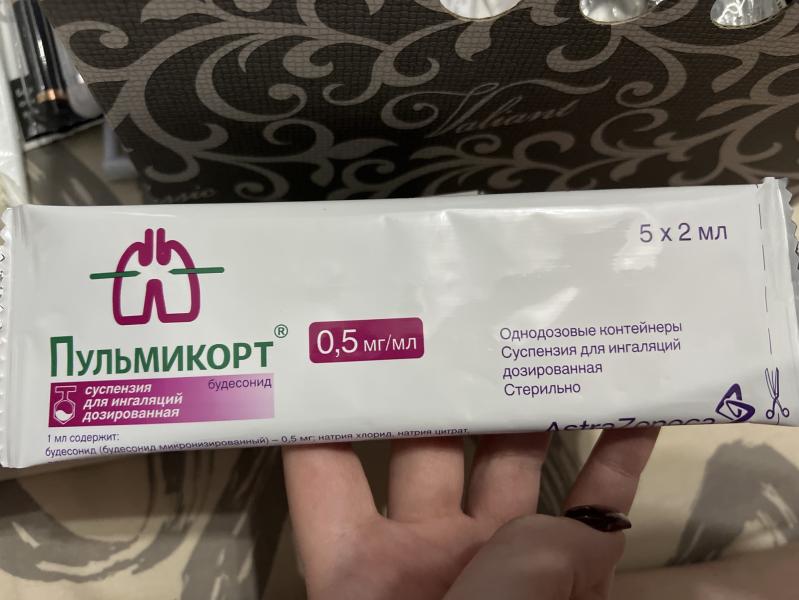 Valiant
5 x 2 мл
Пульмикорт®
0,5 мг/мл
будесонид
суспензия
для ингаляций
дозированная
Однодозовые контейнеры
Суспензия для ингаляций
дозированная
Стерильно
AstraZeneca
1 мл содержит:
будесонид (будесонид микронизированный) – 0,5 мг; натрия хлорид, натрия цитрат,